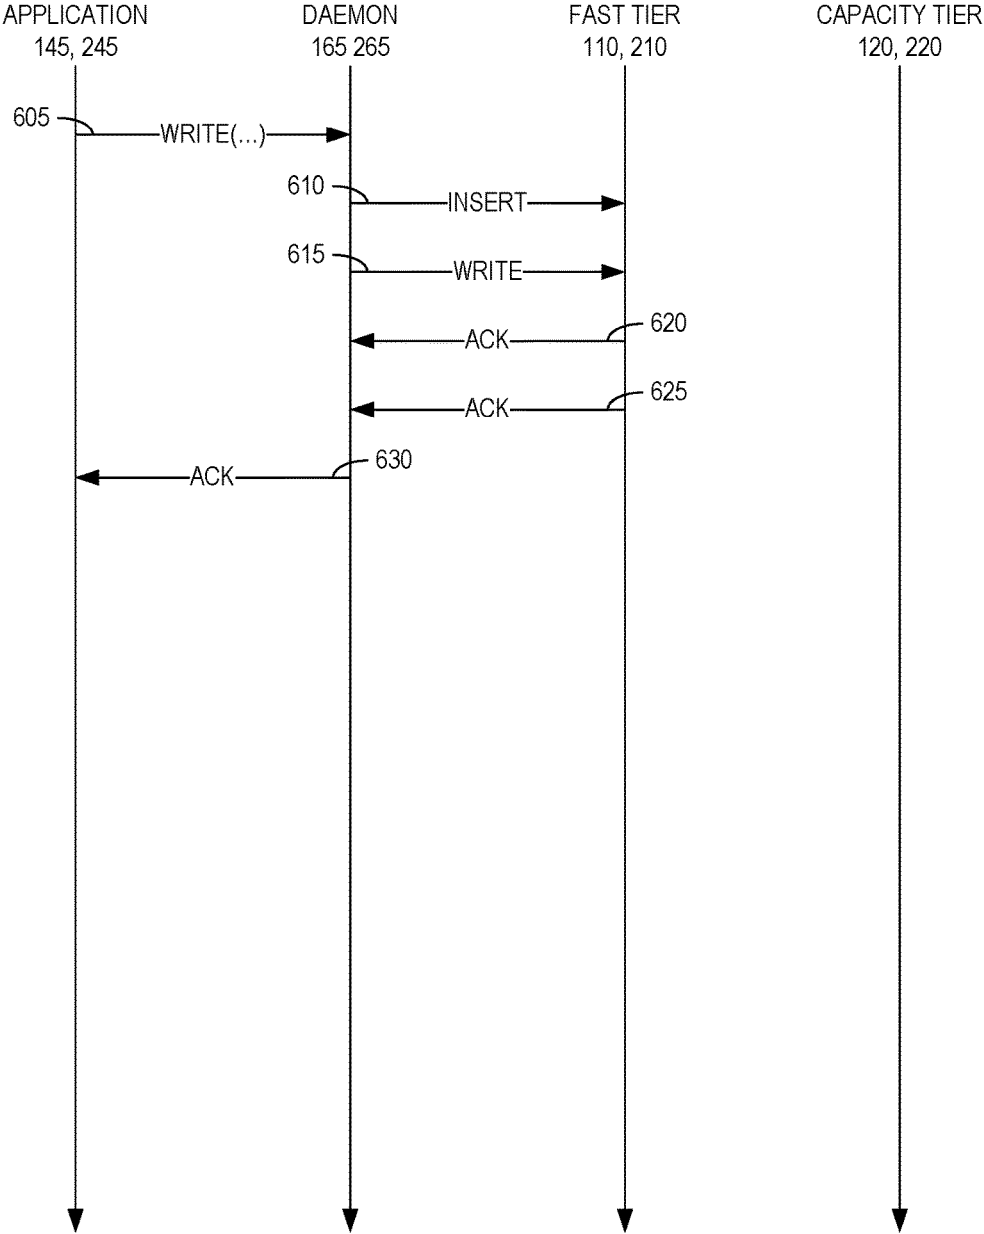 APPLICATION
145, 245
DAEMON
165 265
FAST TIER
110, 210
CAPACITY TIER
120, 220
605
WRITE(...)
610
INSERT
615
WRITE
620
ACK
625
ACK
630
ACK